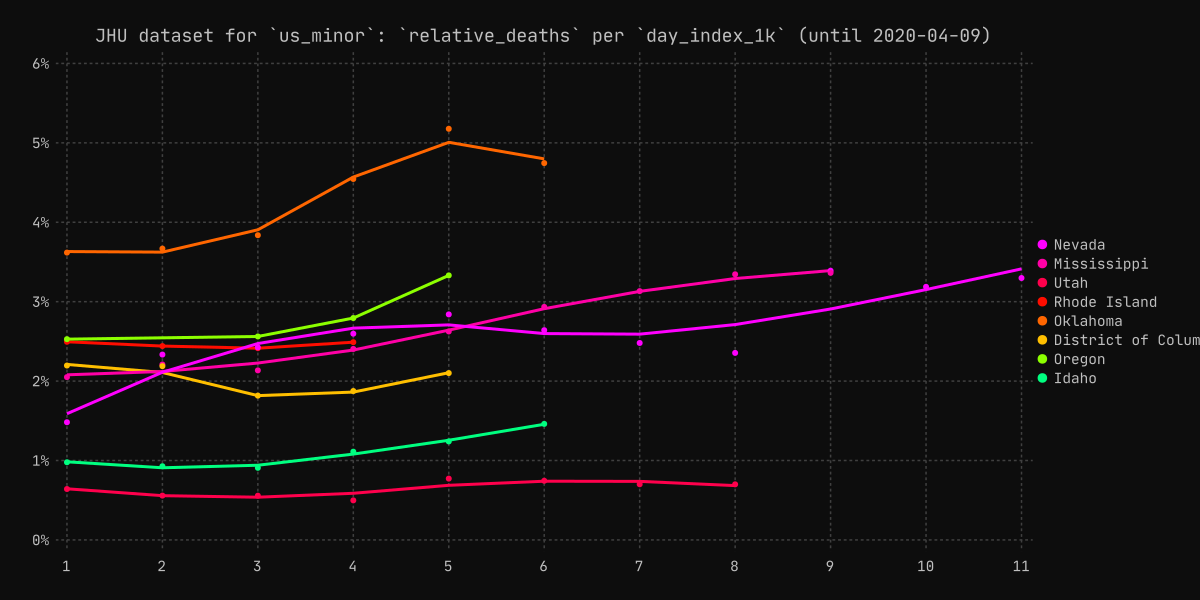 JHU dataset for `us_minor`: `relative_deaths` per `day_index_1k` (until 2020-04-09)
6%
5%
4%
3%
2%
1%
0%
1 2 3 4 5 6 7 8 9 10 11
Nevada
Mississippi
Utah
Rhode Island
Oklahoma
District of Colum
Oregon
Idaho